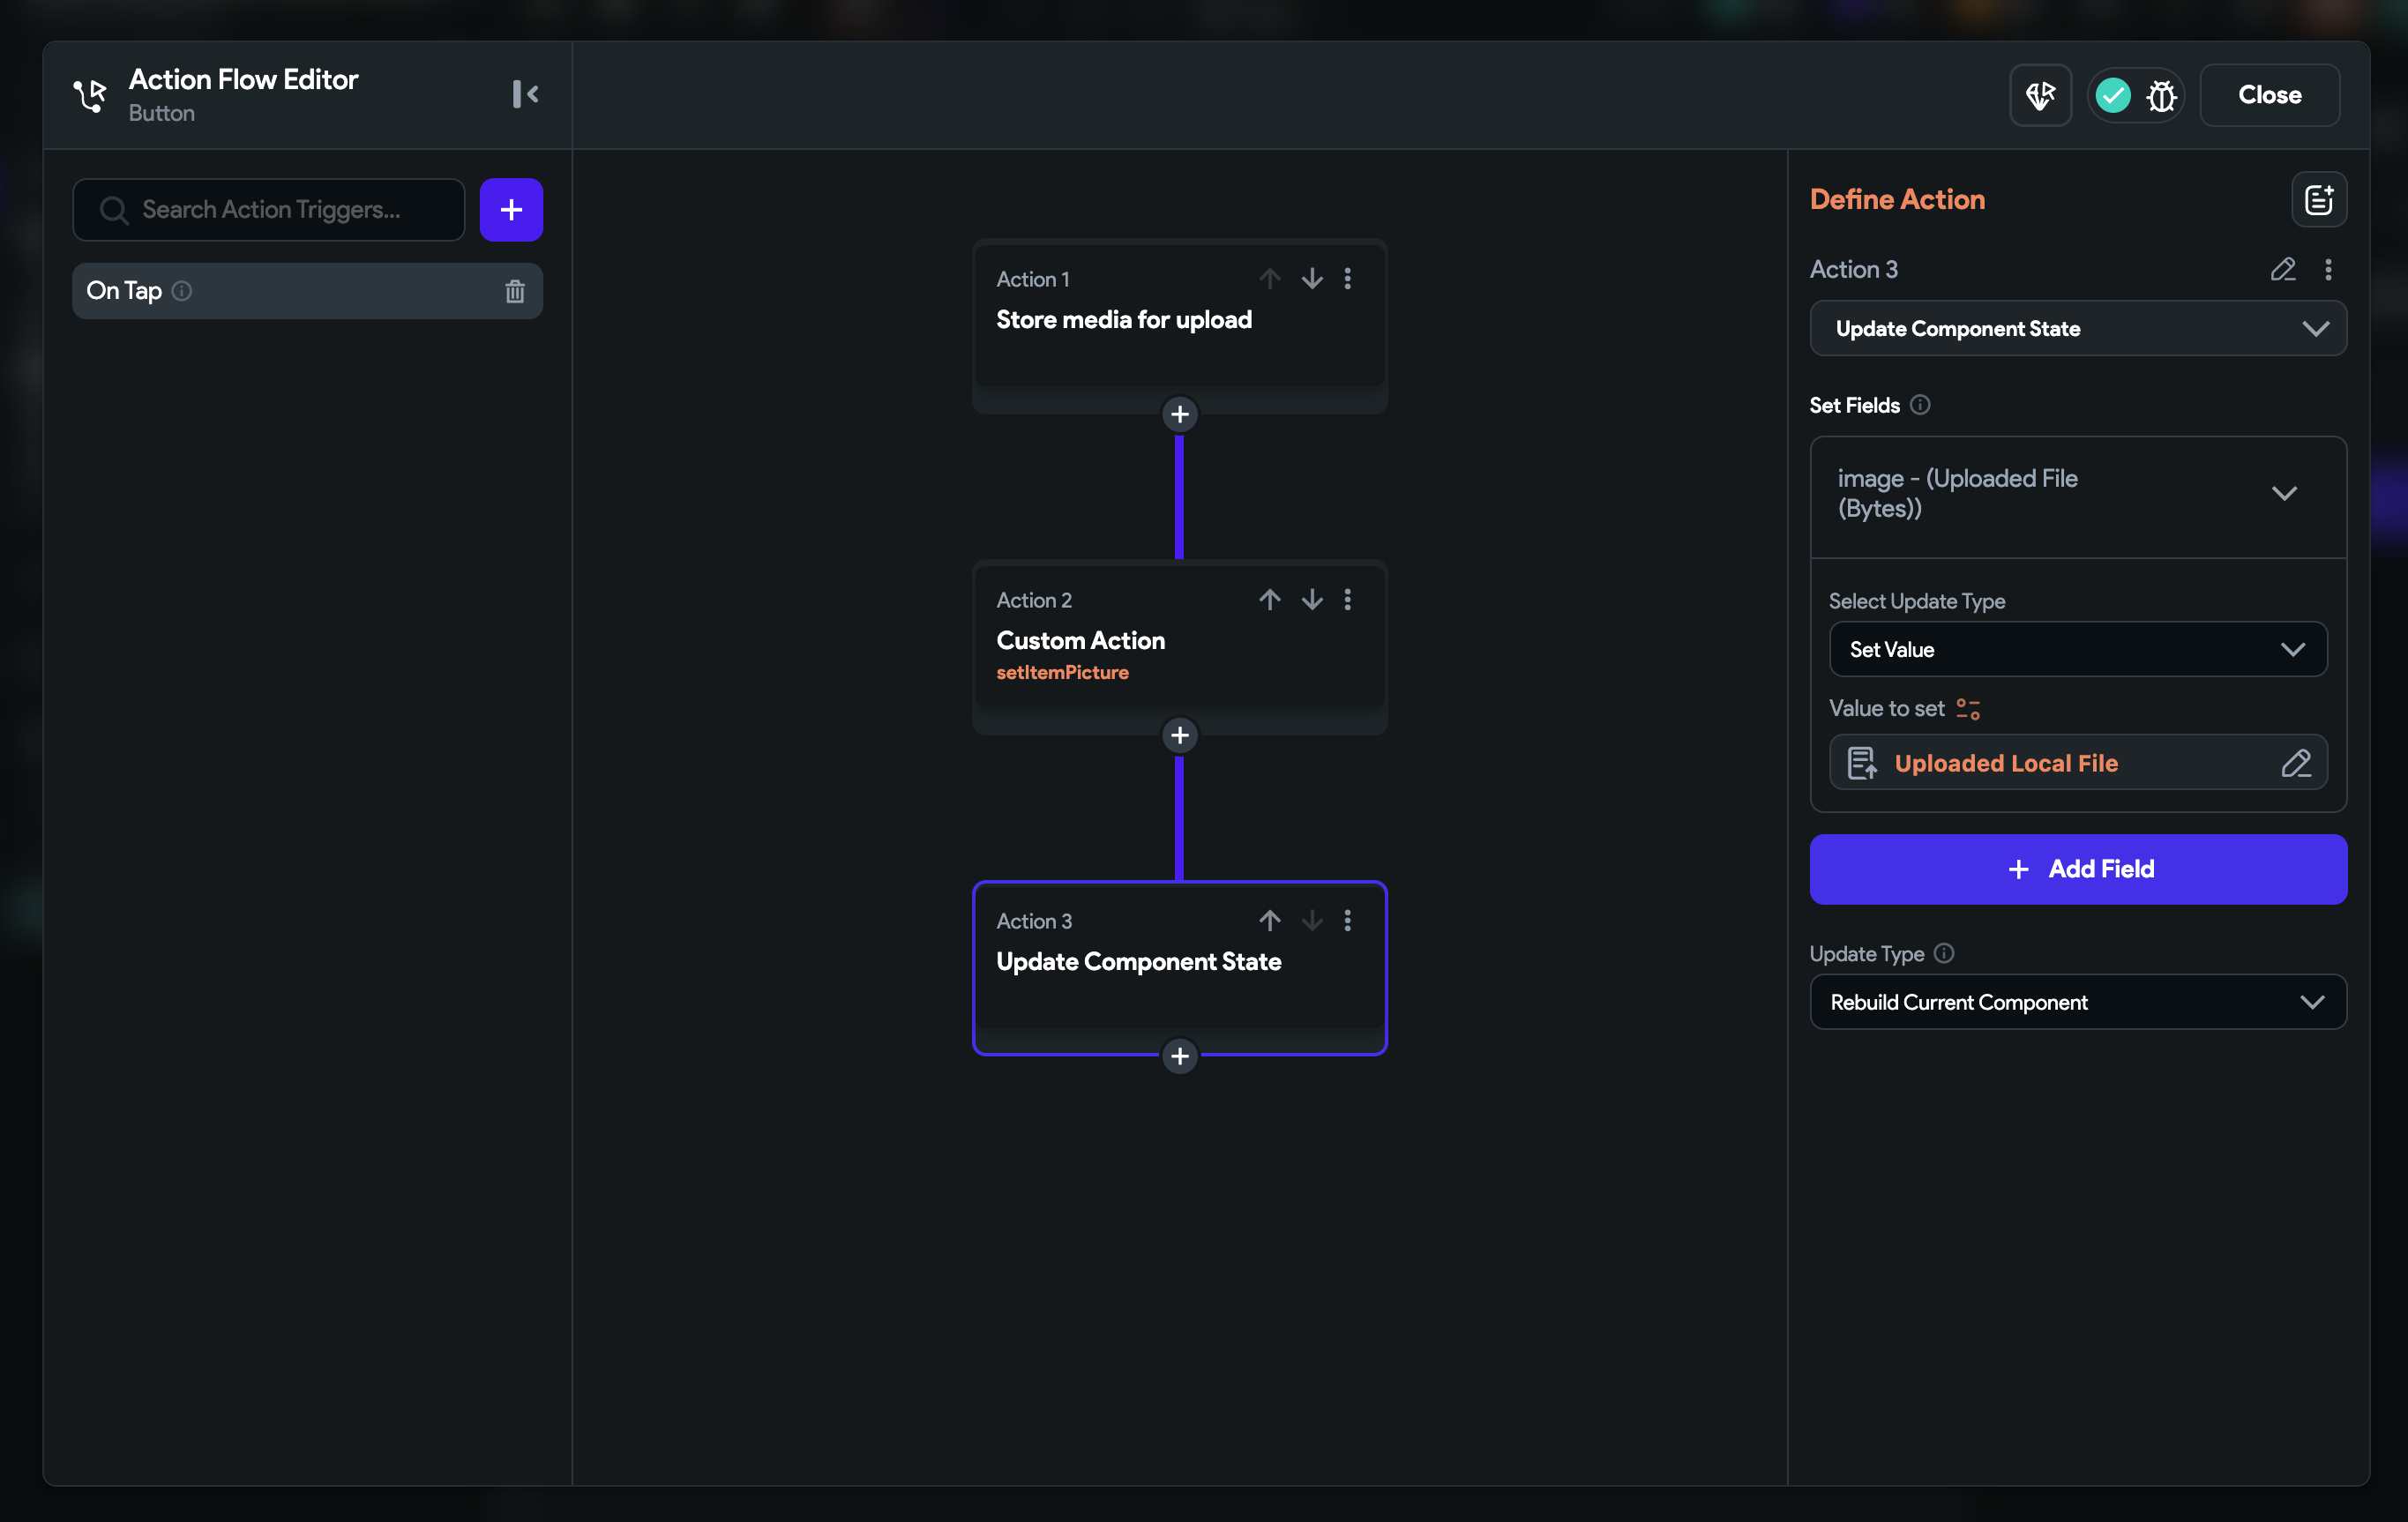 Action Flow Editor
Button
Close
Search Action Triggers...
On Tap
Action 1
Store media for upload
Action 2
Custom Action
setItemPicture
Action 3
Update Component State
Define Action
Action 3
Update Component State
Set Fields
image - (Uploaded File
(Bytes))
Select Update Type
Set Value
Value to set
Uploaded Local File
Add Field
Update Type
Rebuild Current Component